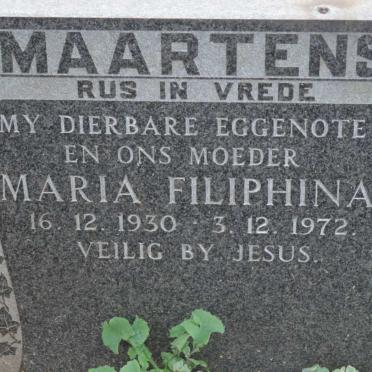 MAARTENS
RUS IN VREDE
MY DIERBARE EGGENOTE
EN ONS MOEDER
MARIA FILIPHINA
16. 12. 1930 - 3. 12. 1972.
VEILIG BY JESUS.